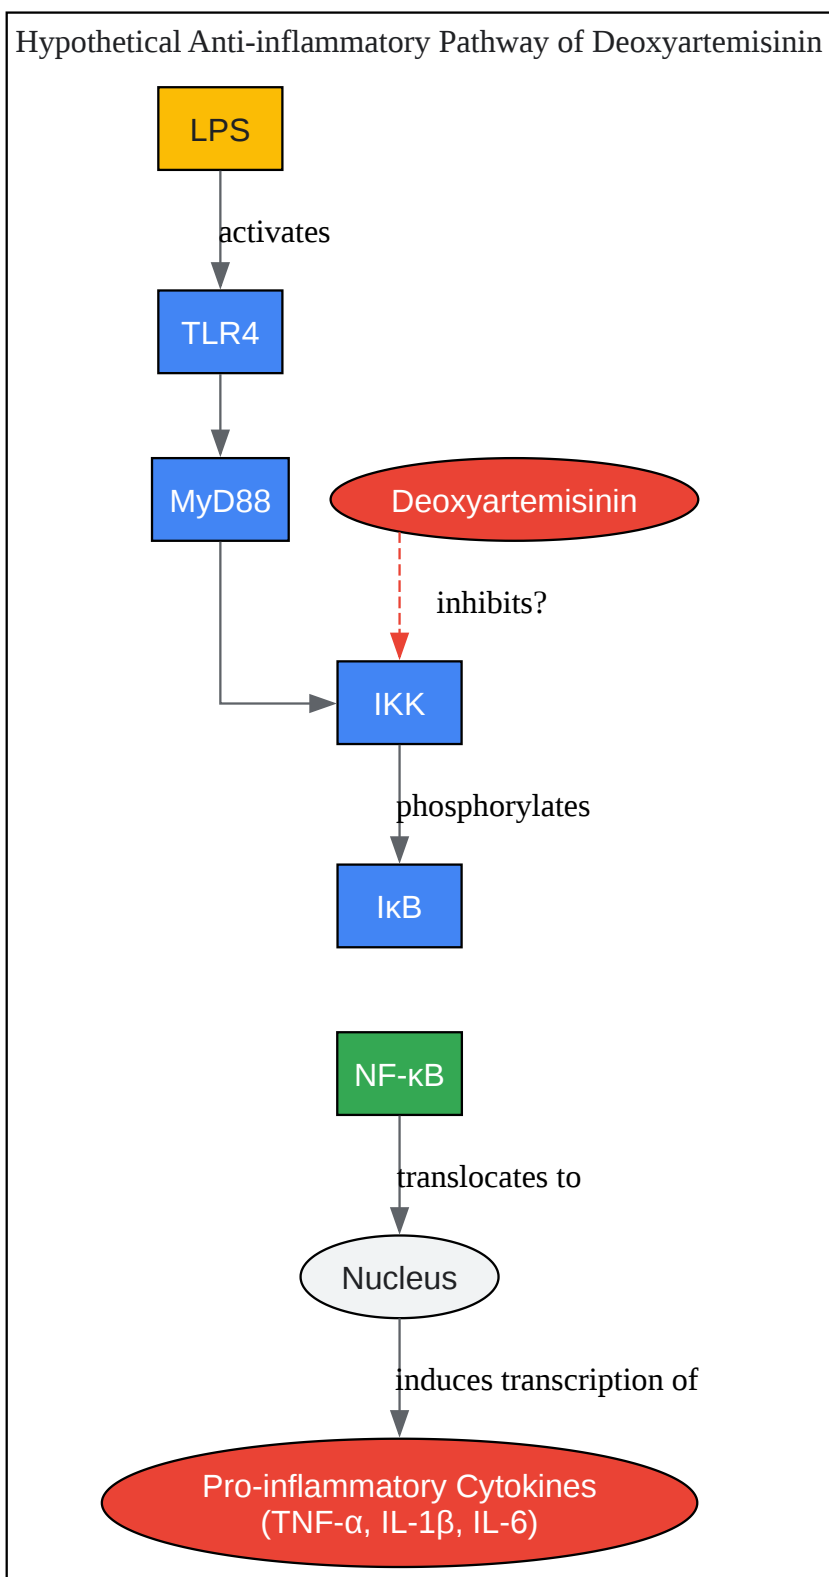 Hypothetical Anti-inflammatory Pathway of Deoxyartemisinin
LPS
activates
TLR4
MyD88
Deoxyartemisinin
inhibits?
IKK
phosphorylates
IκB
NF-κB
translocates to
Nucleus
induces transcription of
Pro-inflammatory Cytokines
(TNF-α, IL-1β, IL-6)